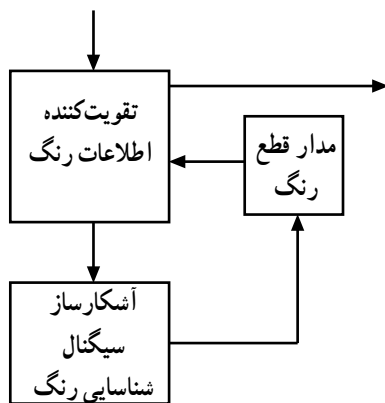 تقویت‌کننده
اطلاعات رنگ
مدار قطع
رنگ
آشکارساز
سیگنال
شناسایی رنگ